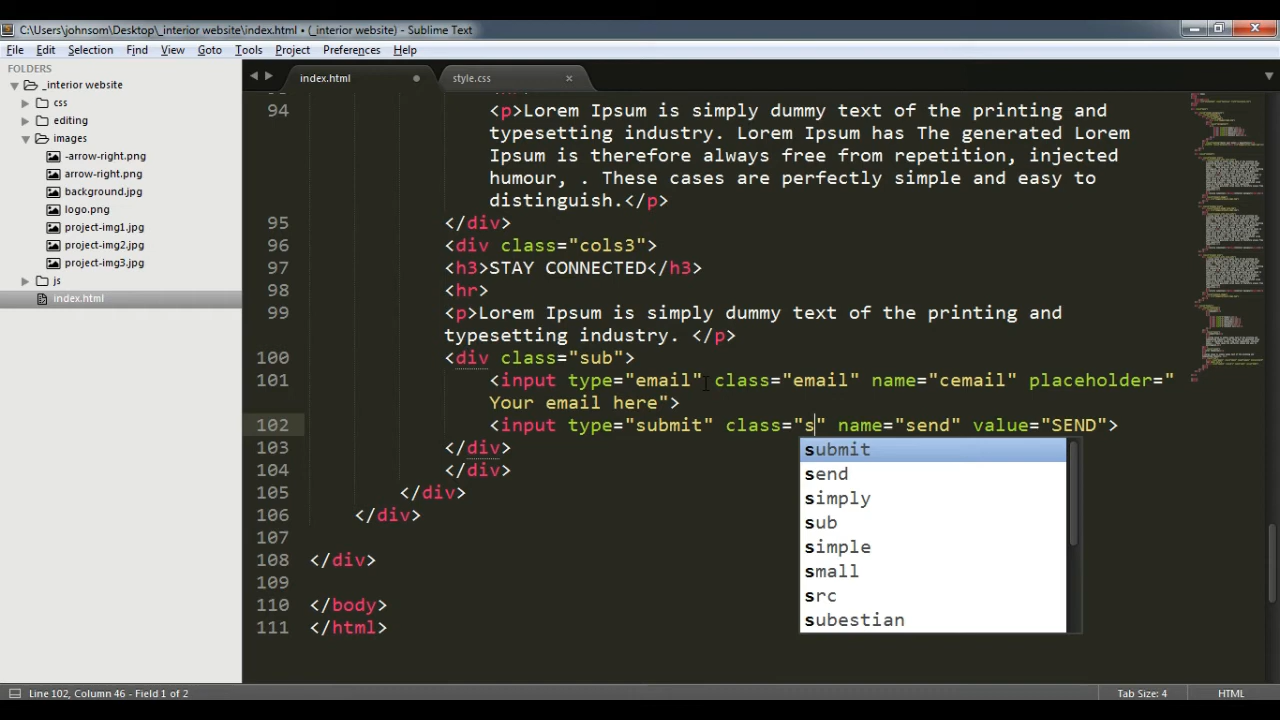 C:\Users\johnsom\Desktop\_interior website\index.html • (_interior website) - Sublime Text
File Edit Selection Find View Goto Tools Project Preferences Help
FOLDERS
_interior website
css
editing
images
-arrow-right.png
arrow-right.png
background.jpg
logo.png
project-img1.jpg
project-img2.jpg
project-img3.jpg
js
index.html
index.html style.css
94 <p>Lorem Ipsum is simply dummy text of the printing and
typesetting industry. Lorem Ipsum has The generated Lorem
Ipsum is therefore always free from repetition, injected
humour, . These cases are perfectly simple and easy to
distinguish.</p>
95 </div>
96 <div class="cols3">
97 <h3>STAY CONNECTED</h3>
98 <hr>
99 <p>Lorem Ipsum is simply dummy text of the printing and
typesetting industry. </p>
100 <div class="sub">
101 <input type="email" class="email" name="cemail" placeholder="
Your email here">
102 <input type="submit" class="s" name="send" value="SEND">
103 </div>
104 </div>
105 </div>
106 </div>
107
108 </div>
109
110 </body>
111 </html>
submit
send
simply
sub
simple
small
src
subestian
Line 102, Column 46 - Field 1 of 2
Tab Size: 4
HTML